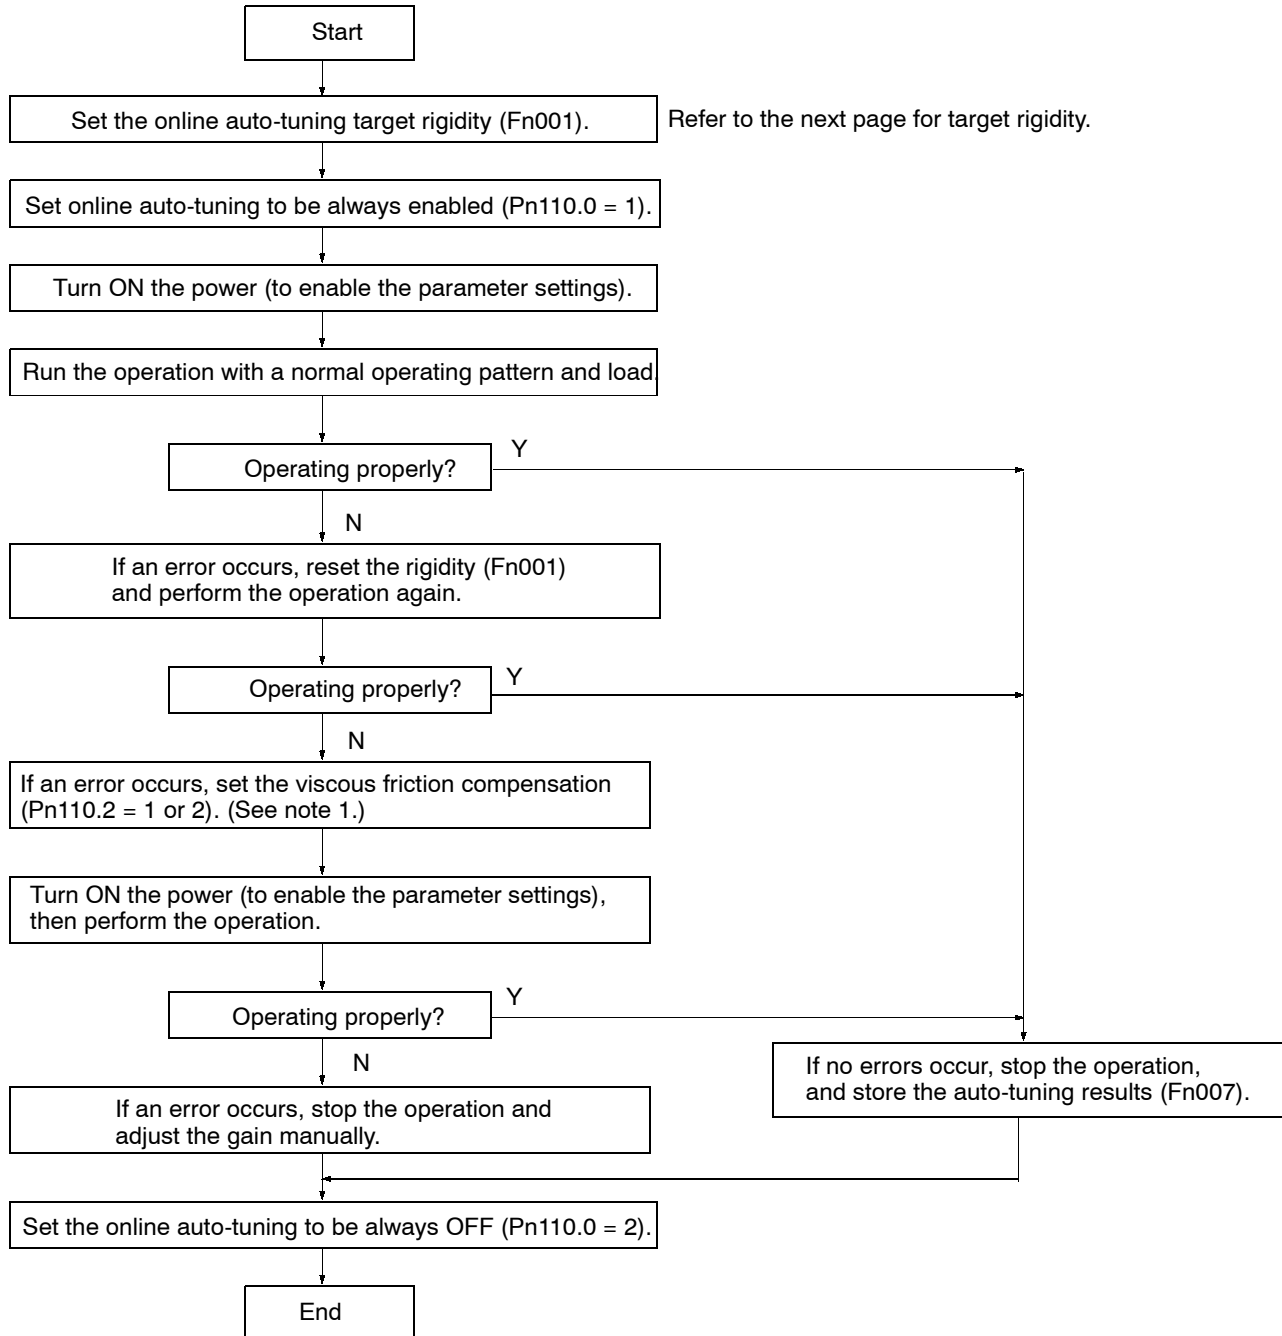 Start
Set the online auto-tuning target rigidity (Fn001).
Refer to the next page for target rigidity.
Set online auto-tuning to be always enabled (Pn110.0 = 1).
Turn ON the power (to enable the parameter settings).
Run the operation with a normal operating pattern and load.
Operating properly?
Y
N
If an error occurs, reset the rigidity (Fn001)
and perform the operation again.
Operating properly?
Y
N
If an error occurs, set the viscous friction compensation
(Pn110.2 = 1 or 2). (See note 1.)
Turn ON the power (to enable the parameter settings),
then perform the operation.
Operating properly?
Y
N
If no errors occur, stop the operation,
and store the auto-tuning results (Fn007).
If an error occurs, stop the operation and
adjust the gain manually.
Set the online auto-tuning to be always OFF (Pn110.0 = 2).
End